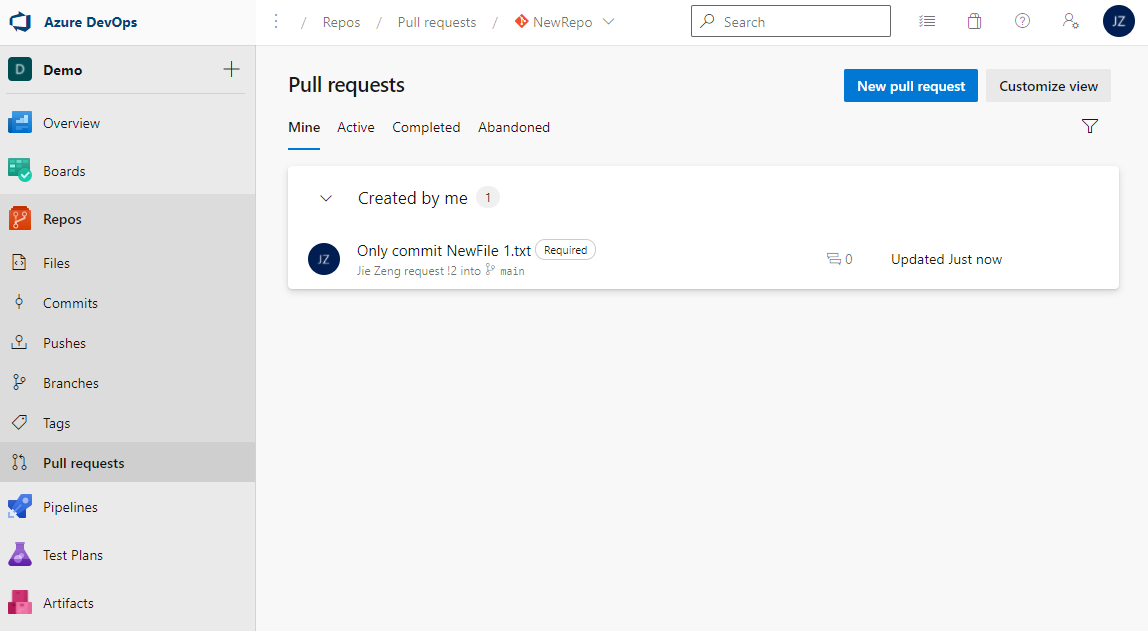 Azure DevOps
/ Repos / Pull requests / NewRepo
Search
JZ
D Demo
Overview
Boards
Repos
Files
Commits
Pushes
Branches
Tags
Pull requests
Pipelines
Test Plans
Artifacts
Pull requests
New pull request
Customize view
Mine Active Completed Abandoned
Created by me 1
JZ
Only commit NewFile 1.txt Required
Jie Zeng request !2 into main
0
Updated Just now